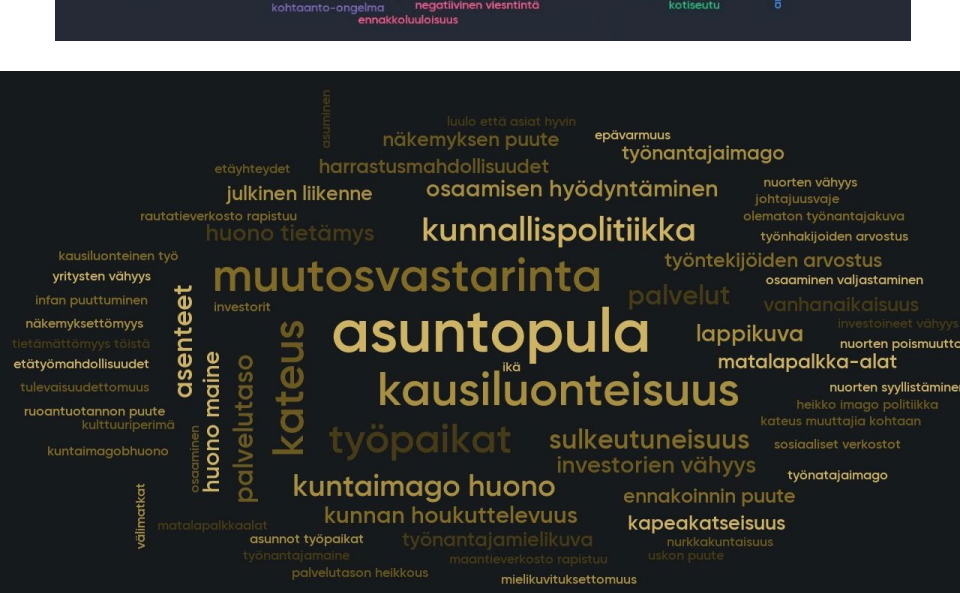 kohtaanto-ongelma
negatiivinen viesntintä
kotiseutu
ennakkoluuloisuus
asuminen
luulo että asiat hyvin
epävarmuus
näkemyksen puute
työnantajaimago
etäyhteydet
harrastusmahdollisuudet
nuorten vähyys
julkinen liikenne
osaamisen hyödyntäminen
johtajuusvaje
rautatieverkosto rapistuu
olematon työnantajakuva
huono tietämys
kunnallispolitiikka
työnhakijoiden arvostus
kausiluonteinen työ
työntekijöiden arvostus
yritysten vähyys
muutosvastarinta
osaaminen valjastaminen
infan puuttuminen
asenteet
investorit
palvelut
vanhanaikaisuus
näkemyksettömyys
asuntopula
investoineet vähyys
tietämättömyys töistä
kateus
lappikuva
nuorten poismuutto
etätyömahdollisuudet
huono maine
palvelutaso
ikä
matalapalkka-alat
tulevaisuudettomuus
kausiluonteisuus
nuorten syyllistäminen
ruoantuotannon puute
heikko imago politiikka
kulttuuriperimä
kateus muuttajia kohtaan
osaaminen
työpaikat
sulkeutuneisuus
sosiaaliset verkostot
kuntaimagobhuono
investorien vähyys
työnatajaimago
välimatkat
kuntaimago huono
ennakoinnin puute
matalapalkkaalat
kunnan houkuttelevuus
kapeakatseisuus
asunnot työpaikat
työnantajamielikuva
nurkkakuntaisuus
työnantajamaine
maantieverkosto rapistuu
uskon puute
palvelutason heikkous
mielikuvituksettomuus